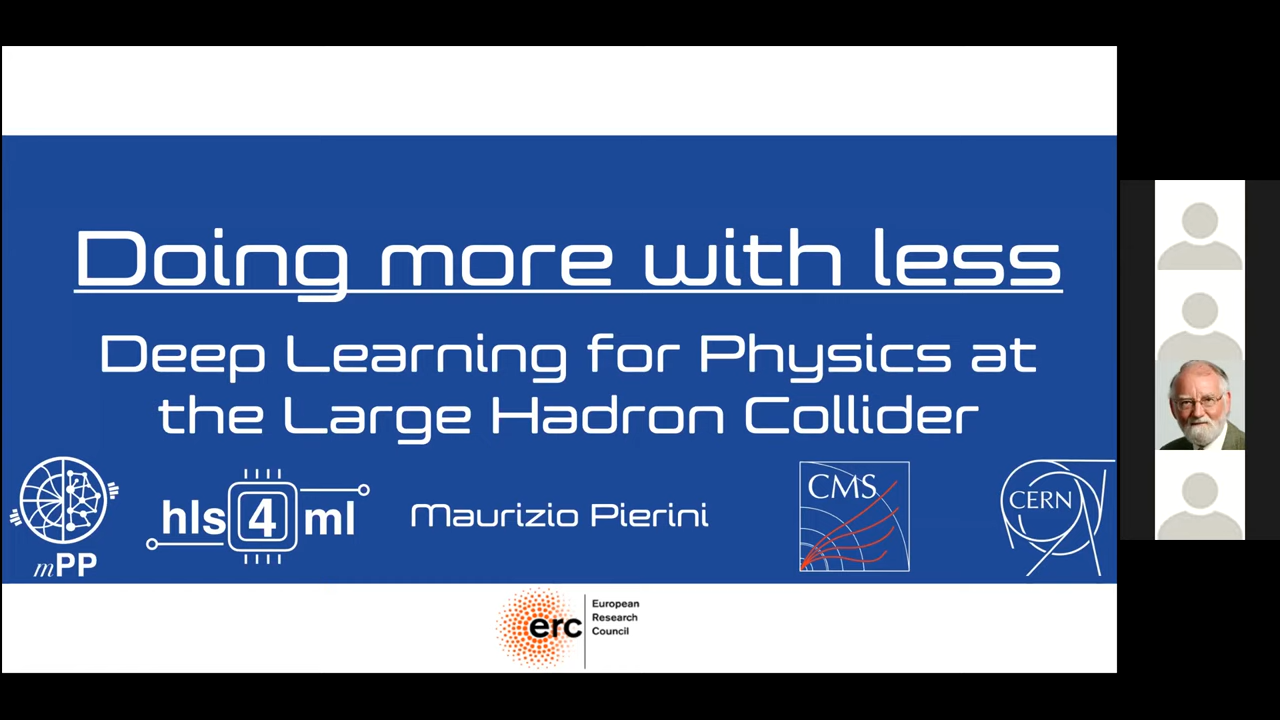 Doing more with less
Deep Learning for Physics at
the Large Hadron Collider
mPP
hls4ml
Maurizio Pierini
CMS
CERN
erc
European
Research
Council